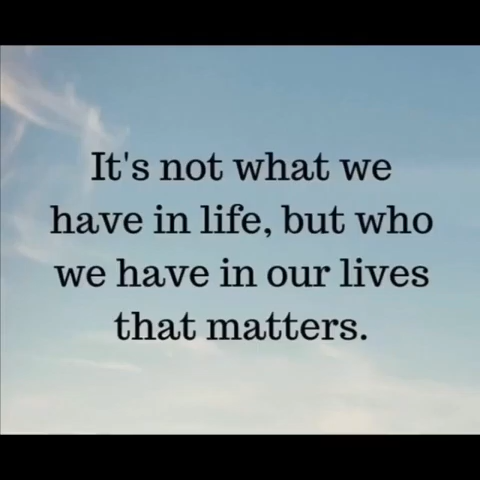 It's not what we
have in life, but who
we have in our lives
that matters.